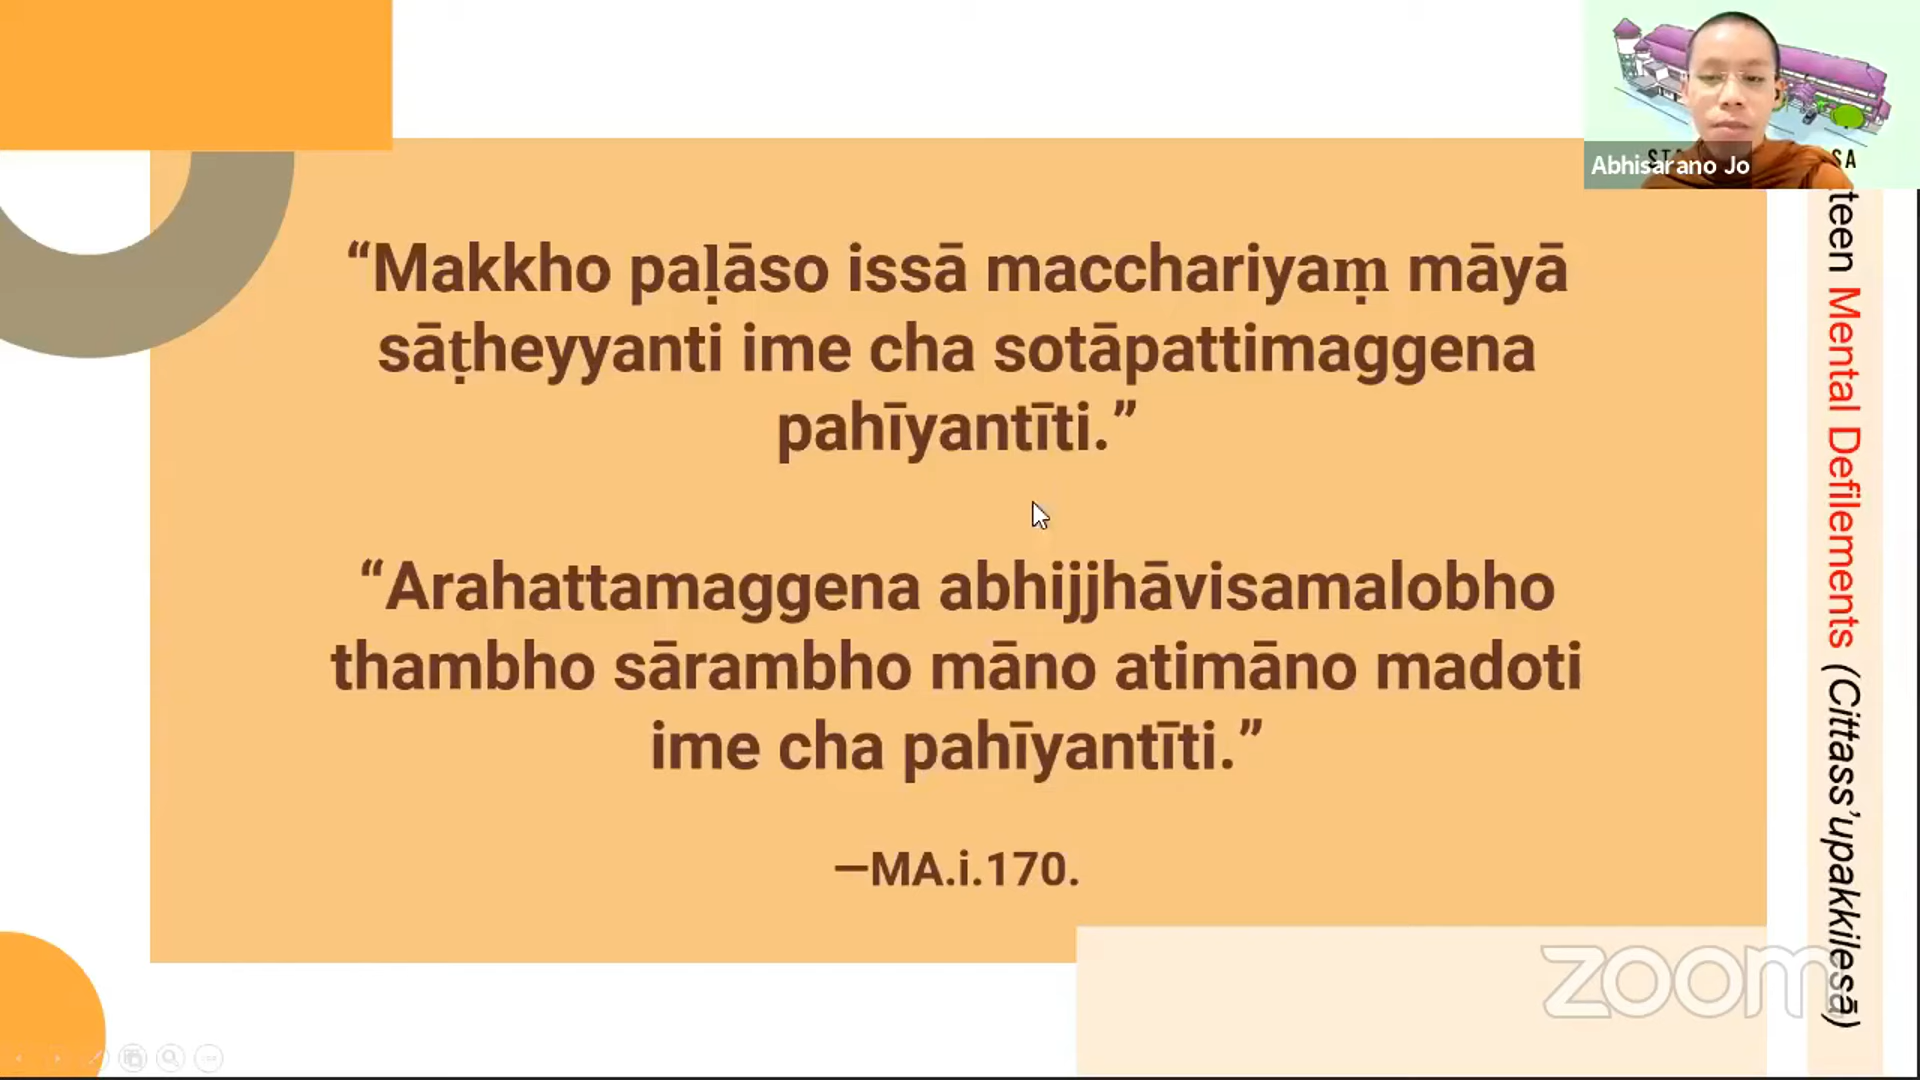 “Makkho paḷāso issā macchariyaṃ māyā
sāṭheyyanti ime cha sotāpattimaggena
pahīyantīti.”
“Arahattamaggena abhijjhāvisamalobho
thambho sārambho māno atimāno madoti
ime cha pahīyantīti.”
—MA.i.170.
Abhisarano Jo
SA
teen Mental Defilements (Cittass’upakkilesā)
zoom